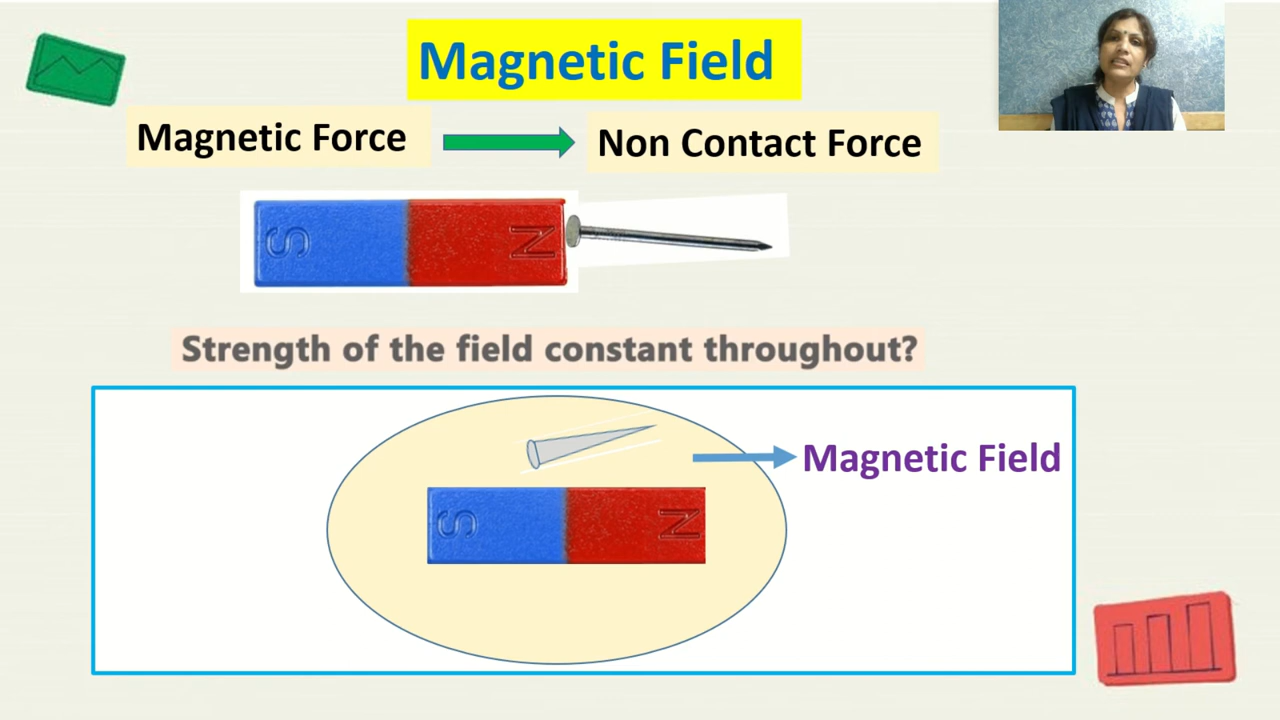 Magnetic Field
Magnetic Force
Non Contact Force
S N
Strength of the field constant throughout?
Magnetic Field
S N